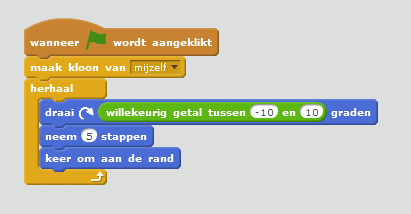 wanneer wordt aangeklikt
maak kloon van mijzelf
herhaal
draai willekeurig getal tussen -10 en 10 graden
neem 5 stappen
keer om aan de rand